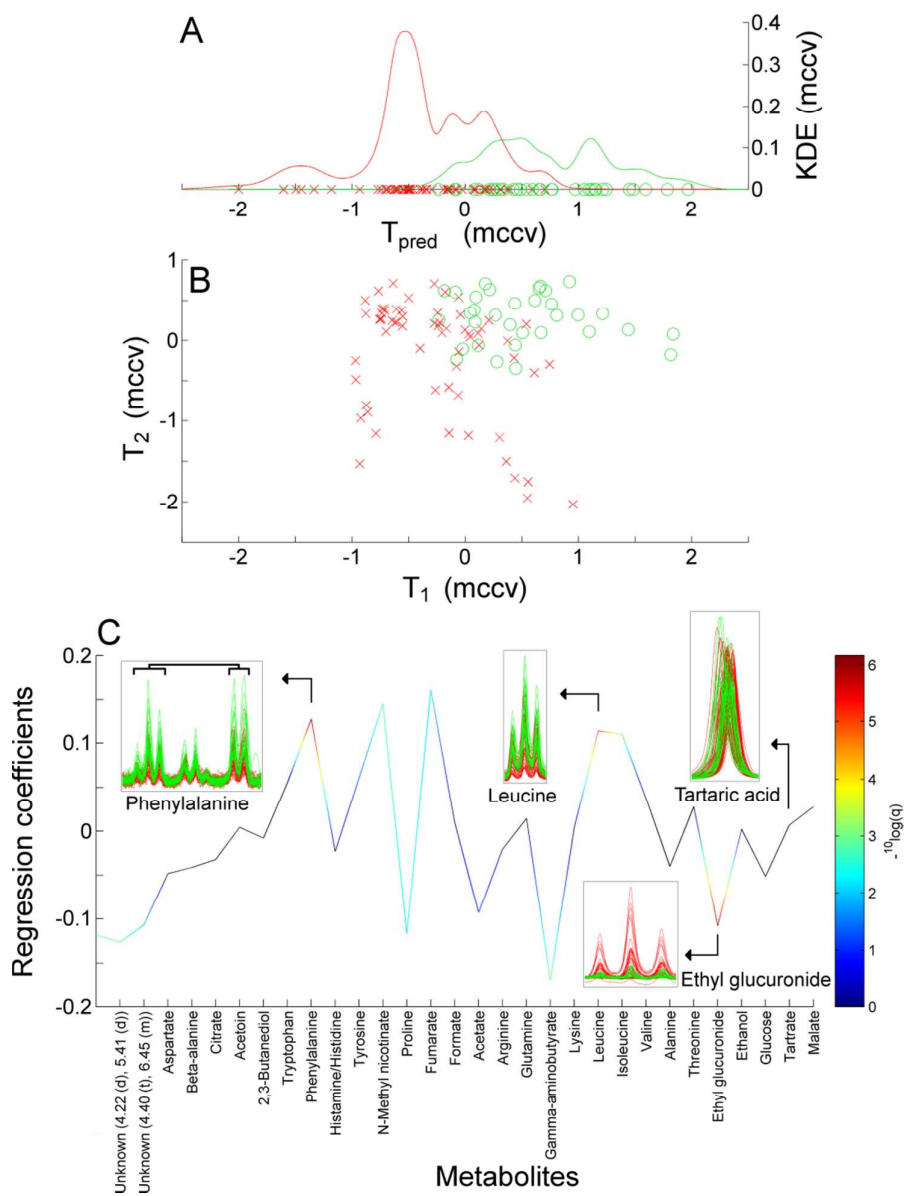 A
0.4
0.3
0.2
0.1
0
KDE (mccv)
-2
-1
0
1
2
Tpred (mccv)
B
1
0
-1
-2
T2 (mccv)
-2
-1
0
1
2
T1 (mccv)
C
0.2
0.1
0
-0.1
-0.2
Regression coefficients
Phenylalanine
Leucine
Tartaric acid
Ethyl glucuronide
6
5
4
3
2
1
0
-10log(q)
Unknown (4.22 (d), 5.41 (d))
Unknown (4.40 (t), 6.45 (m))
Aspartate
Beta-alanine
Citrate
Acetoin
2,3-Butanediol
Tryptophan
Phenylalanine
Histamine/Histidine
Tyrosine
N-Methyl nicotinate
Proline
Fumarate
Formate
Acetate
Arginine
Glutamine
Gamma-aminobutyrate
Lysine
Leucine
Isoleucine
Valine
Alanine
Threonine
Ethyl glucuronide
Ethanol
Glucose
Tartrate
Malate
Metabolites